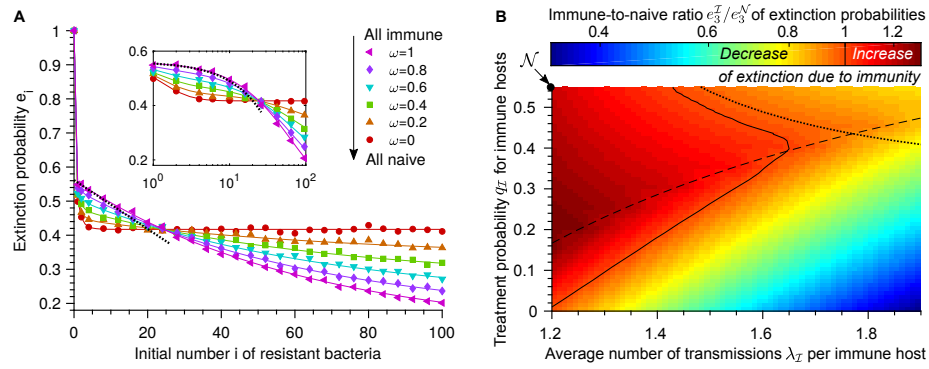 A
Extinction probability e_i
1
0.9
0.8
0.7
0.6
0.5
0.4
0.3
0.2
0 20 40 60 80 100
Initial number i of resistant bacteria
0.6
0.4
0.2
10^0 10^1 10^2
All immune
ω=1
ω=0.8
ω=0.6
ω=0.4
ω=0.2
ω=0
All naive
B
Immune-to-naive ratio e_3^ℐ/e_3^𝒩 of extinction probabilities
0.4 0.6 0.8 1 1.2
Decrease Increase
of extinction due to immunity
𝒩
Treatment probability q_ℐ for immune hosts
0.5
0.4
0.3
0.2
0.1
0
1.2 1.4 1.6 1.8
Average number of transmissions λ_ℐ per immune host